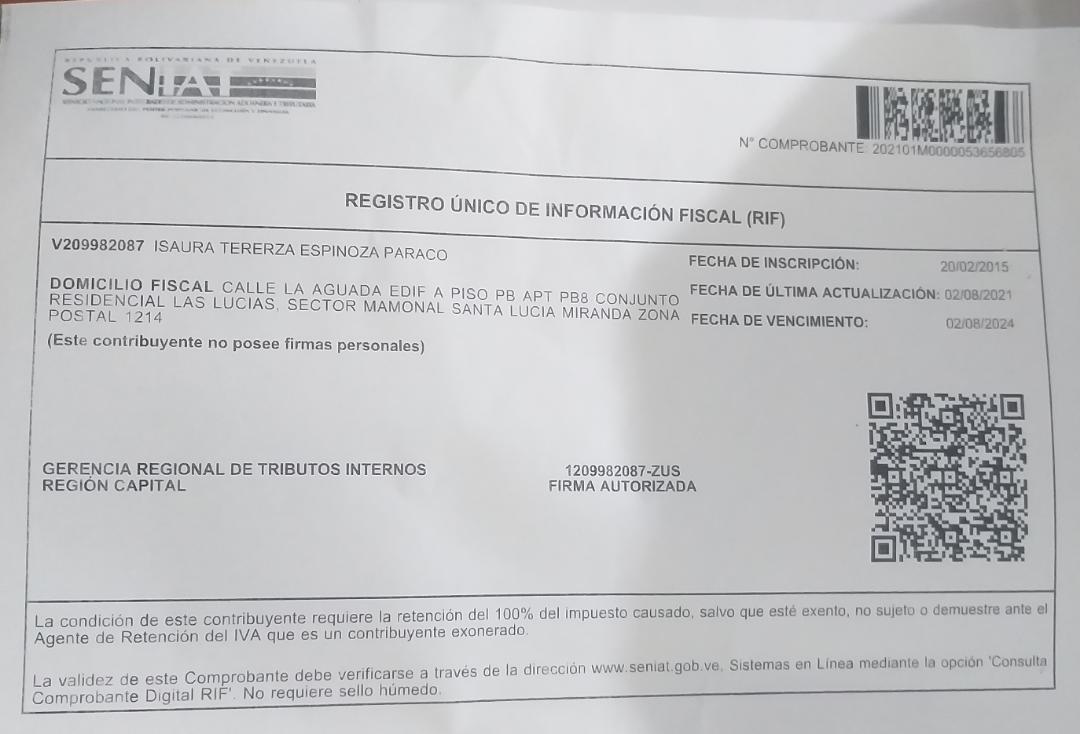 REPÚBLICA BOLIVARIANA DE VENEZUELA
SENIAT
N° COMPROBANTE: 202101M0000053656805
REGISTRO ÚNICO DE INFORMACIÓN FISCAL (RIF)
V209982087 ISAURA TERERZA ESPINOZA PARACO
DOMICILIO FISCAL CALLE LA AGUADA EDIF A PISO PB APT PB8 CONJUNTO
RESIDENCIAL LAS LUCIAS, SECTOR MAMONAL SANTA LUCIA MIRANDA ZONA
POSTAL 1214
(Este contribuyente no posee firmas personales)
FECHA DE INSCRIPCIÓN: 20/02/2015
FECHA DE ÚLTIMA ACTUALIZACIÓN: 02/08/2021
FECHA DE VENCIMIENTO: 02/08/2024
GERENCIA REGIONAL DE TRIBUTOS INTERNOS
REGIÓN CAPITAL
1209982087-ZUS
FIRMA AUTORIZADA
La condición de este contribuyente requiere la retención del 100% del impuesto causado, salvo que esté exento, no sujeto o demuestre ante el
Agente de Retención del IVA que es un contribuyente exonerado.
La validez de este Comprobante debe verificarse a través de la dirección www.seniat.gob.ve, Sistemas en Línea mediante la opción 'Consulta
Comprobante Digital RIF'. No requiere sello húmedo.